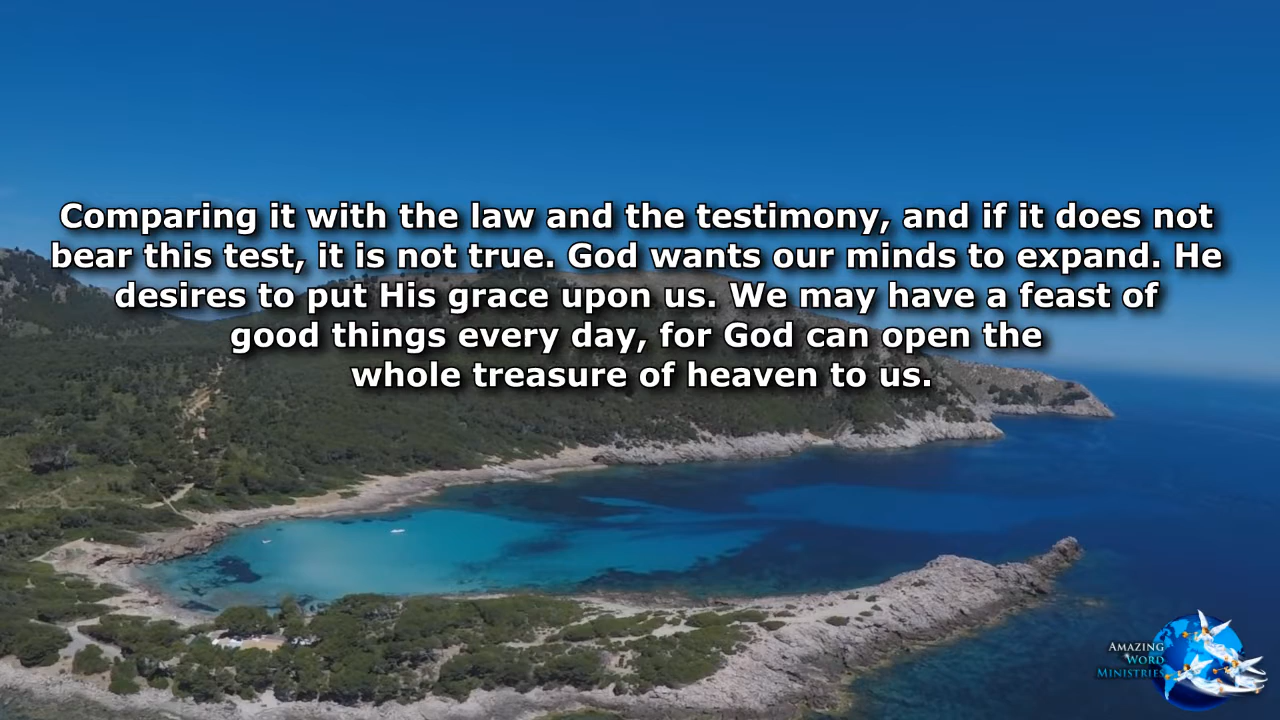 Comparing it with the law and the testimony, and if it does not
bear this test, it is not true. God wants our minds to expand. He
desires to put His grace upon us. We may have a feast of
good things every day, for God can open the
whole treasure of heaven to us.
AMAZING
WORD
MINISTRIES